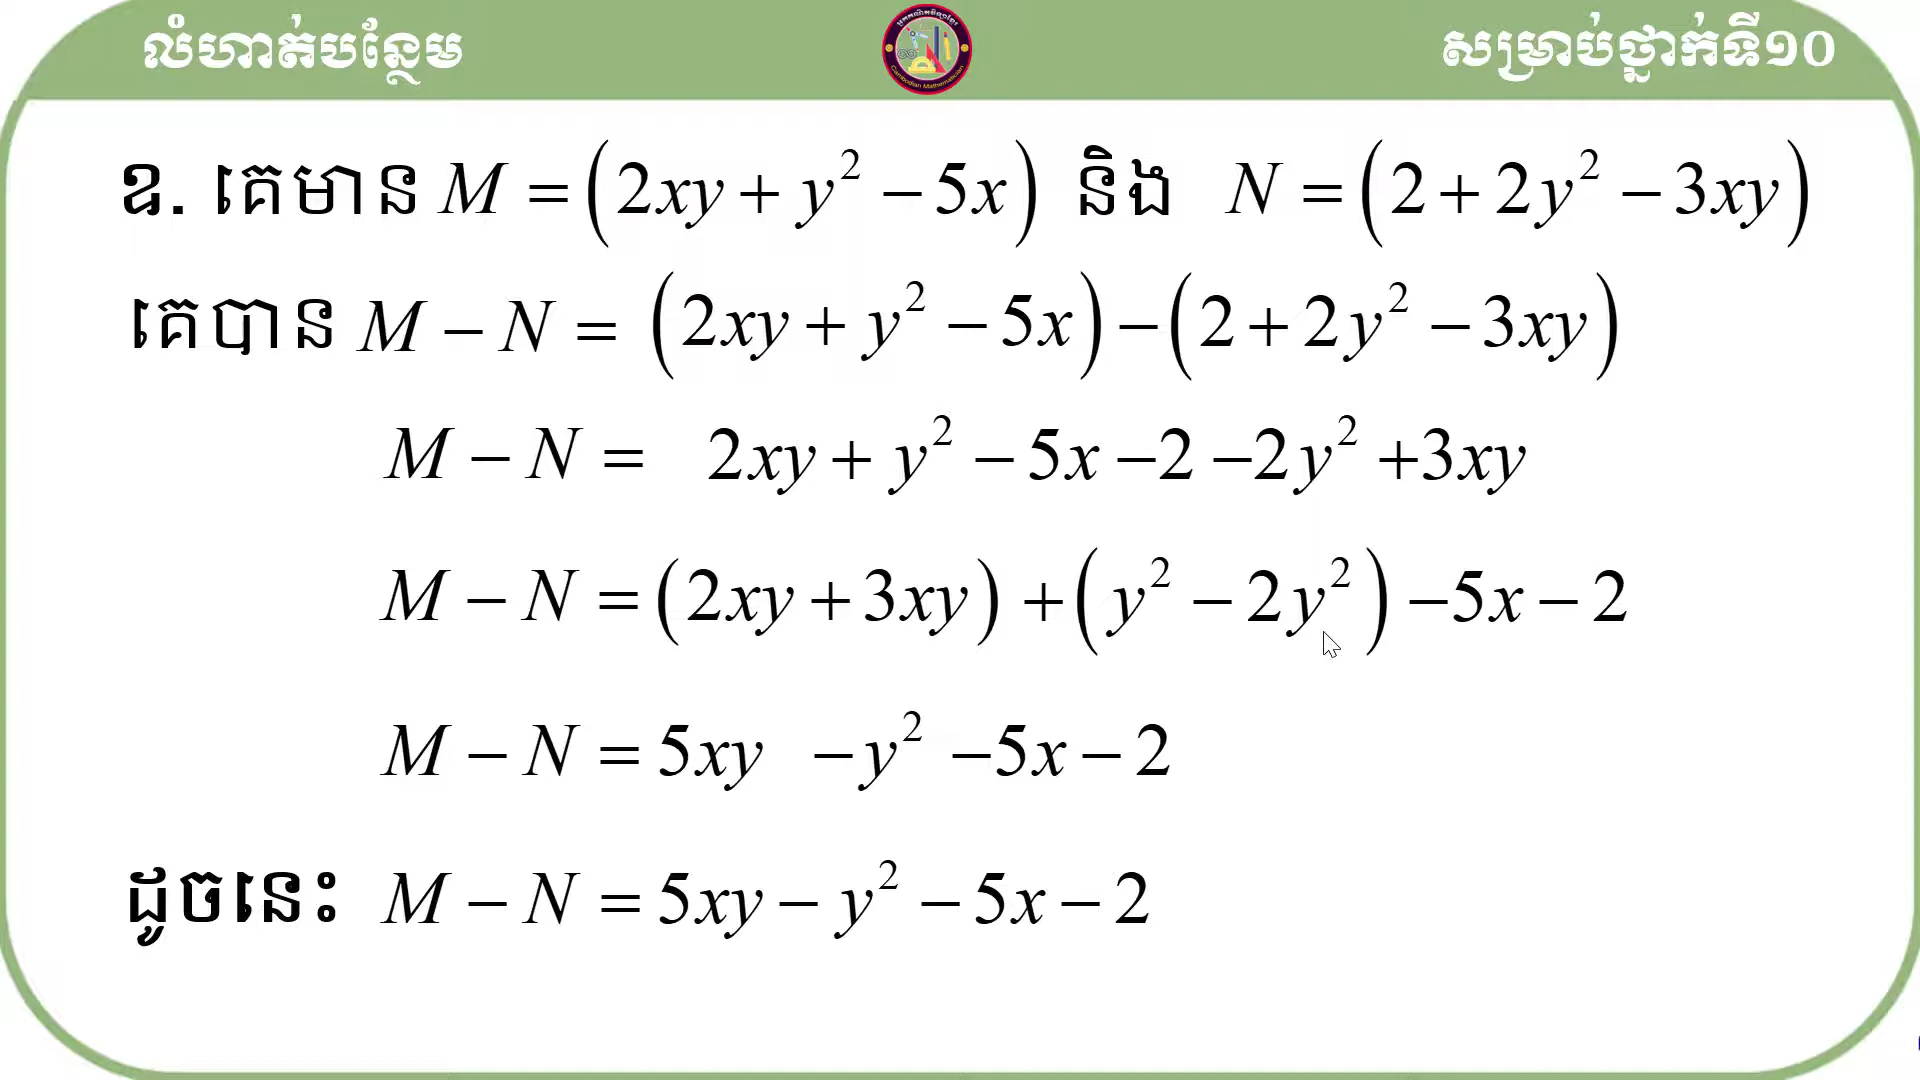 លំហាត់បន្ថែម
Cambodian Mathematician
សម្រាប់ថ្នាក់ទី១០
ឧ. គេមាន M = (2xy + y² − 5x) និង N = (2 + 2y² − 3xy)
គេបាន M − N = (2xy + y² − 5x) − (2 + 2y² − 3xy)
M − N = 2xy + y² − 5x −2 −2y² +3xy
M − N = (2xy + 3xy) + (y² − 2y²) −5x − 2
M − N = 5xy −y² −5x − 2
ដូចនេះ M − N = 5xy − y² − 5x − 2